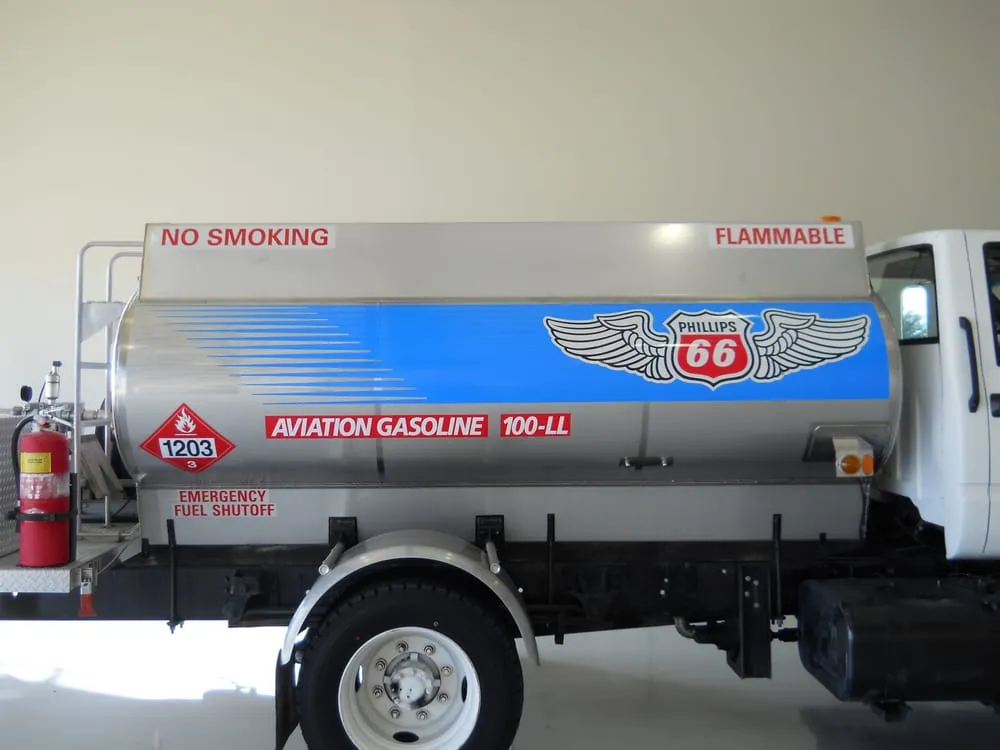 NO SMOKING
FLAMMABLE
PHILLIPS
66
AVIATION GASOLINE 100-LL
1203
3
EMERGENCY
FUEL SHUTOFF